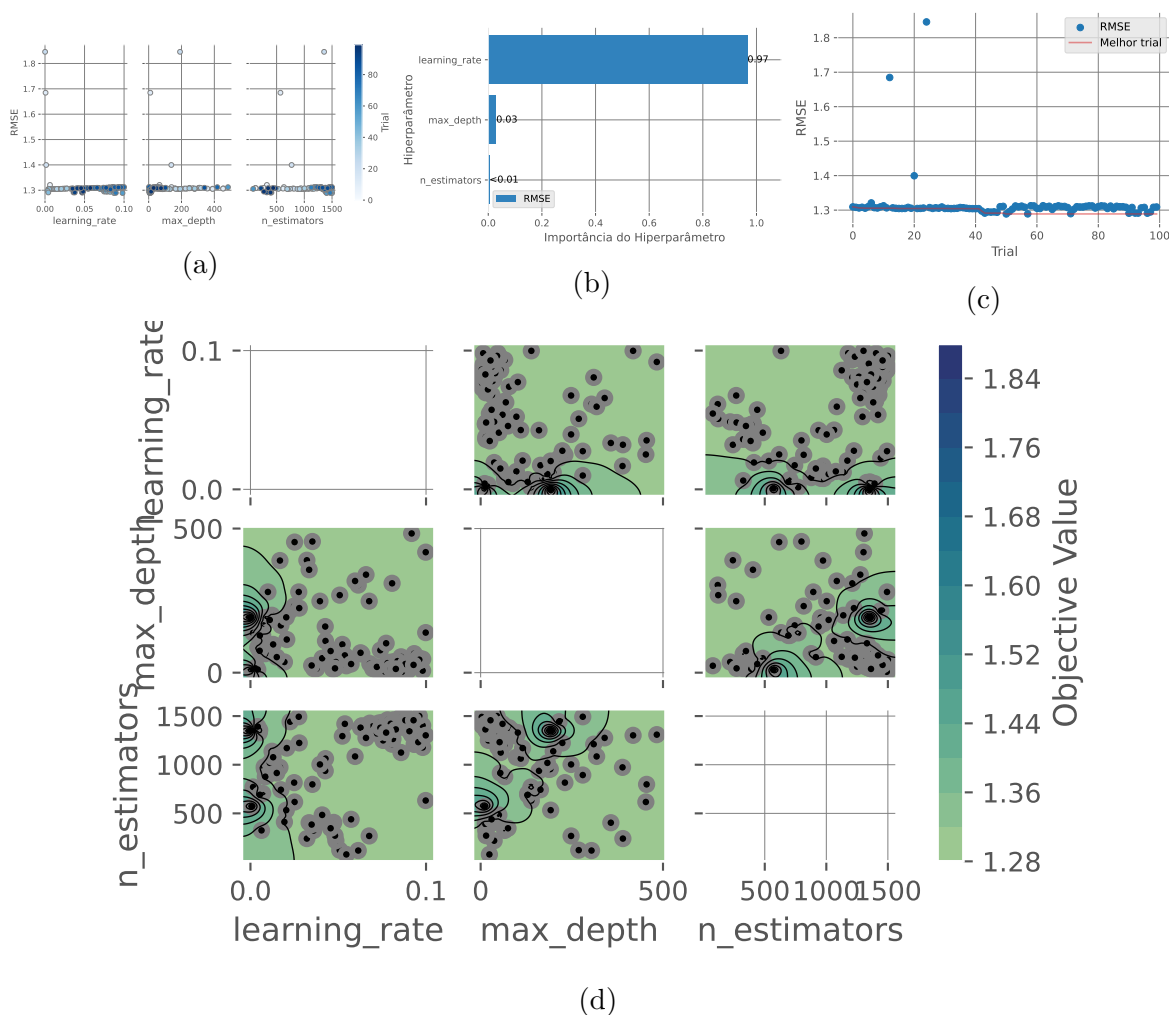 1.8
1.7
1.6
1.5
1.4
1.3
RMSE
0.00 0.05 0.10
learning_rate
0 200 400
max_depth
500 1000 1500
n_estimators
80
60
40
20
0
Trial
(a)
learning_rate
max_depth
n_estimators
Hiperparâmetro
0.97
0.03
<0.01
RMSE
0.0 0.2 0.4 0.6 0.8 1.0
Importância do Hiperparâmetro
(b)
1.8
1.7
1.6
1.5
1.4
1.3
RMSE
RMSE
Melhor trial
0 20 40 60 80 100
Trial
(c)
learning_rate
0.1
0.0
max_depth
500
0
n_estimators
1500
1000
500
0.0 0.1
learning_rate
0 500
max_depth
500 1000 1500
n_estimators
1.84
1.76
1.68
1.60
1.52
1.44
1.36
1.28
Objective Value
(d)